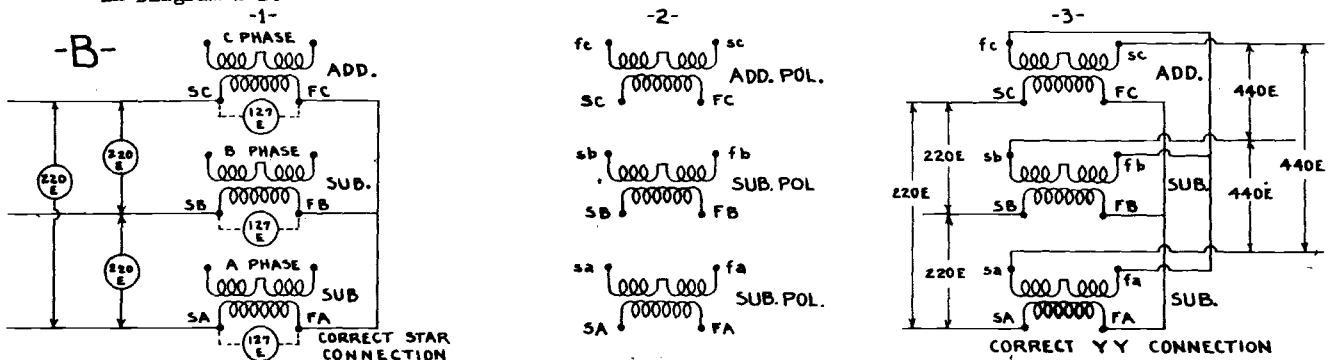 -B-
-1-
C PHASE
ADD.
SC
FC
127 E
B PHASE
SUB.
SB
FB
127 E
A PHASE
SUB
SA
FA
127 E
220 E
220 E
220 E
CORRECT STAR
CONNECTION
-2-
fc
sc
ADD. POL.
SC
FC
sb
fb
SUB. POL
SB
FB
sa
fa
SUB. POL.
SA
FA
-3-
fc
sc
ADD.
SC
FC
440E
sb
fb
220E
SUB.
440E
220E
SB
FB
440E
sa
fa
220E
SUB.
SA
FA
CORRECT YY CONNECTION